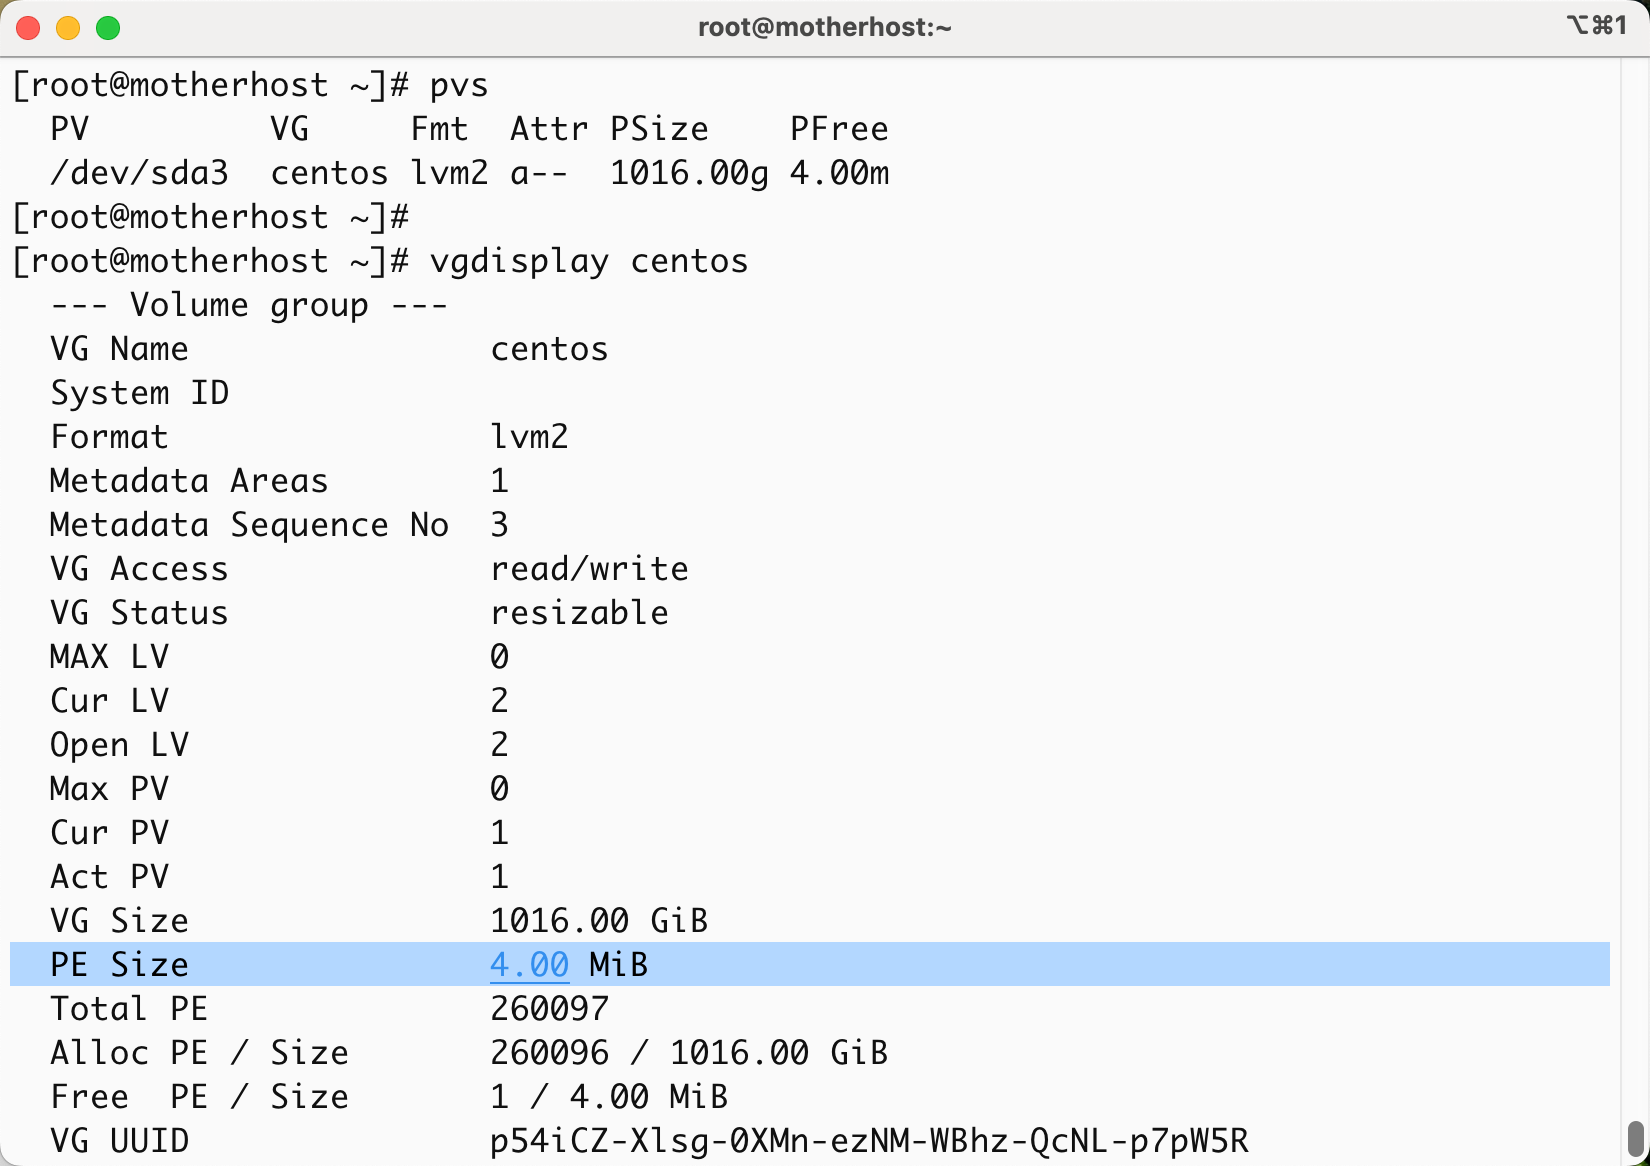 root@motherhost:~
⌥⌘1
[root@motherhost ~]# pvs
  PV         VG     Fmt  Attr PSize    PFree
  /dev/sda3  centos lvm2 a--  1016.00g 4.00m
[root@motherhost ~]#
[root@motherhost ~]# vgdisplay centos
  --- Volume group ---
  VG Name               centos
  System ID
  Format                lvm2
  Metadata Areas        1
  Metadata Sequence No  3
  VG Access             read/write
  VG Status             resizable
  MAX LV                0
  Cur LV                2
  Open LV               2
  Max PV                0
  Cur PV                1
  Act PV                1
  VG Size               1016.00 GiB
  PE Size               4.00 MiB
  Total PE              260097
  Alloc PE / Size       260096 / 1016.00 GiB
  Free  PE / Size       1 / 4.00 MiB
  VG UUID               p54iCZ-Xlsg-0XMn-ezNM-WBhz-QcNL-p7pW5R